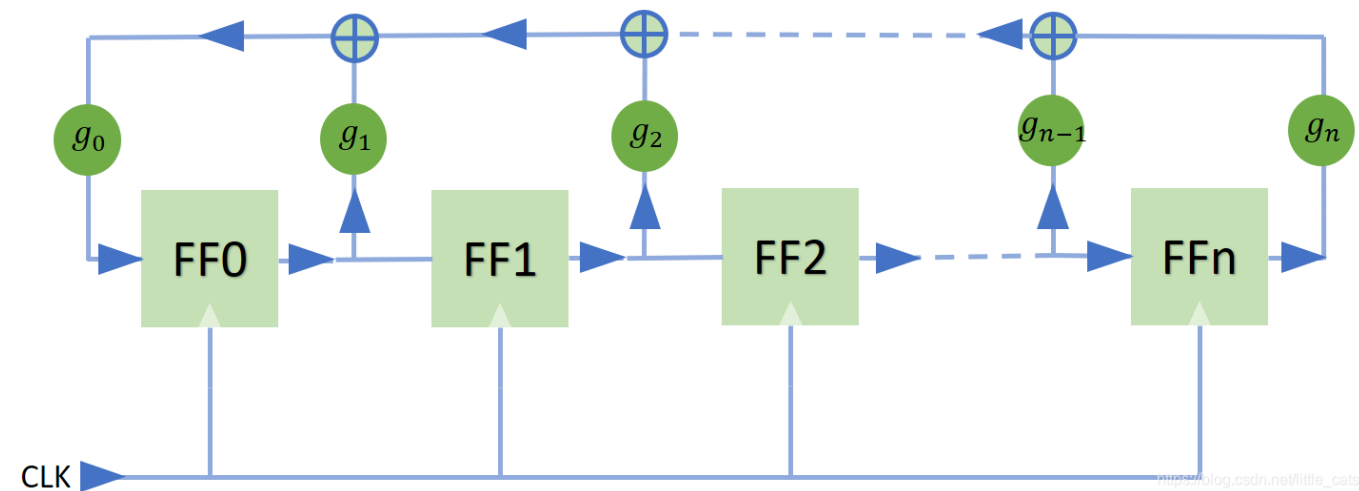 g₀ g₁ g₂ gₙ₋₁ gₙ
FF0 FF1 FF2 FFn
CLK
https://blog.csdn.net/little_cats